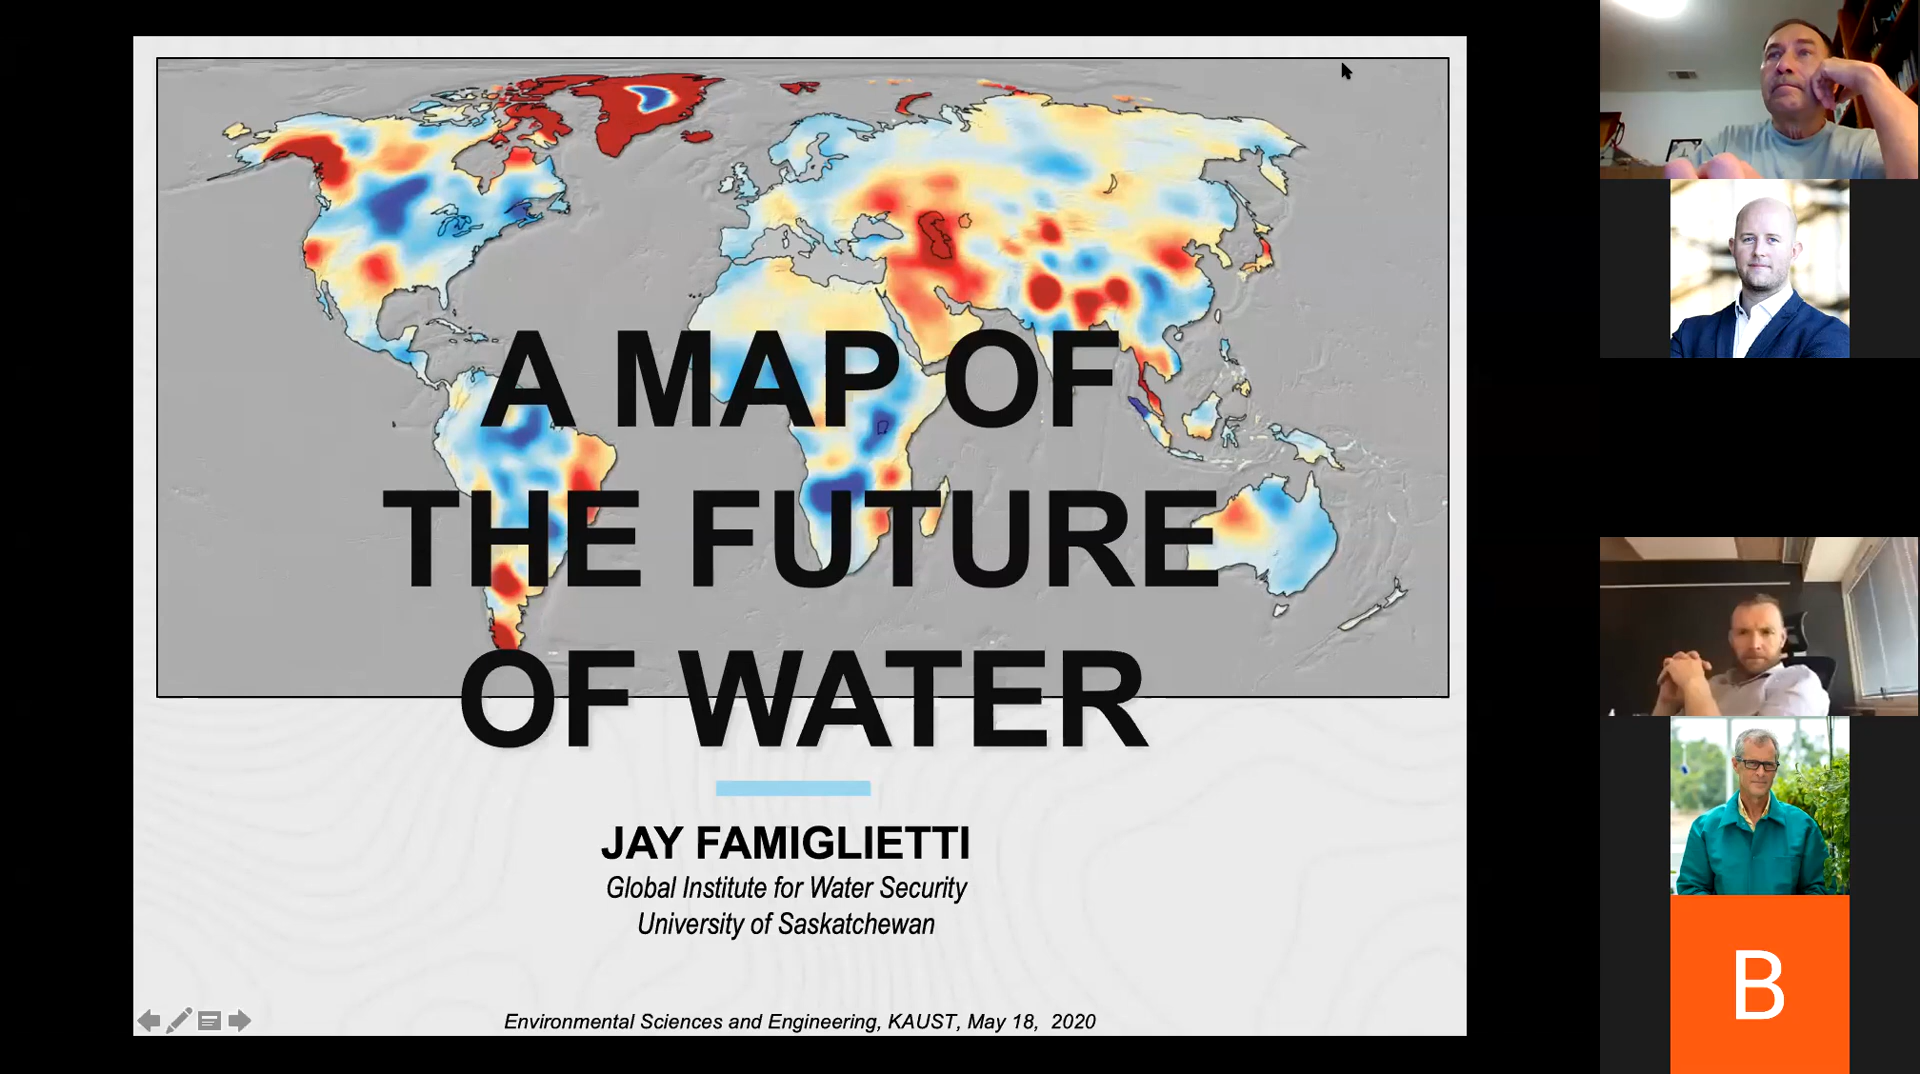 A MAP OF
THE FUTURE
OF WATER
JAY FAMIGLIETTI
Global Institute for Water Security
University of Saskatchewan
Environmental Sciences and Engineering, KAUST, May 18, 2020
B